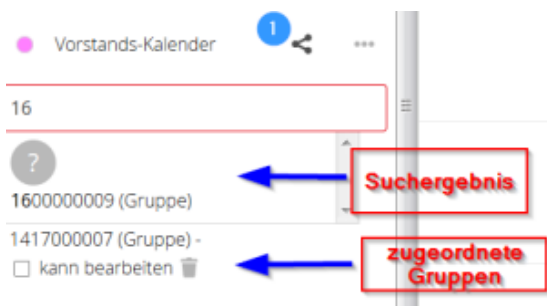 Vorstands-Kalender
1
16
?
1600000009 (Gruppe)
Suchergebnis
1417000007 (Gruppe) -
kann bearbeiten
zugeordnete
Gruppen